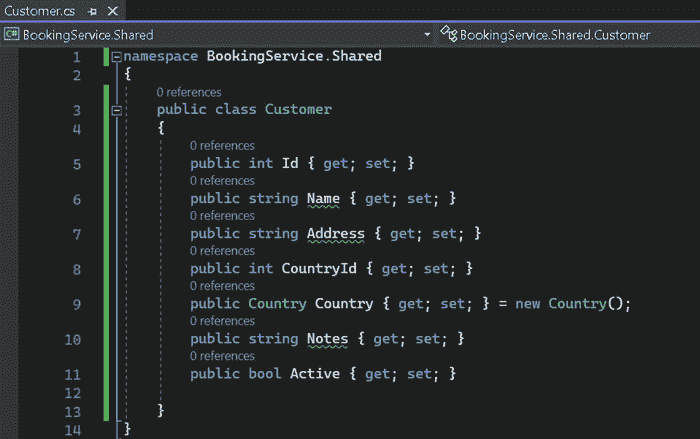 Customer.cs
C# BookingService.Shared BookingService.Shared.Customer
1 namespace BookingService.Shared
2 {
0 references
3 public class Customer
4 {
0 references
5 public int Id { get; set; }
0 references
6 public string Name { get; set; }
0 references
7 public string Address { get; set; }
0 references
8 public int CountryId { get; set; }
0 references
9 public Country Country { get; set; } = new Country();
0 references
10 public string Notes { get; set; }
0 references
11 public bool Active { get; set; }
12
13 }
14 }